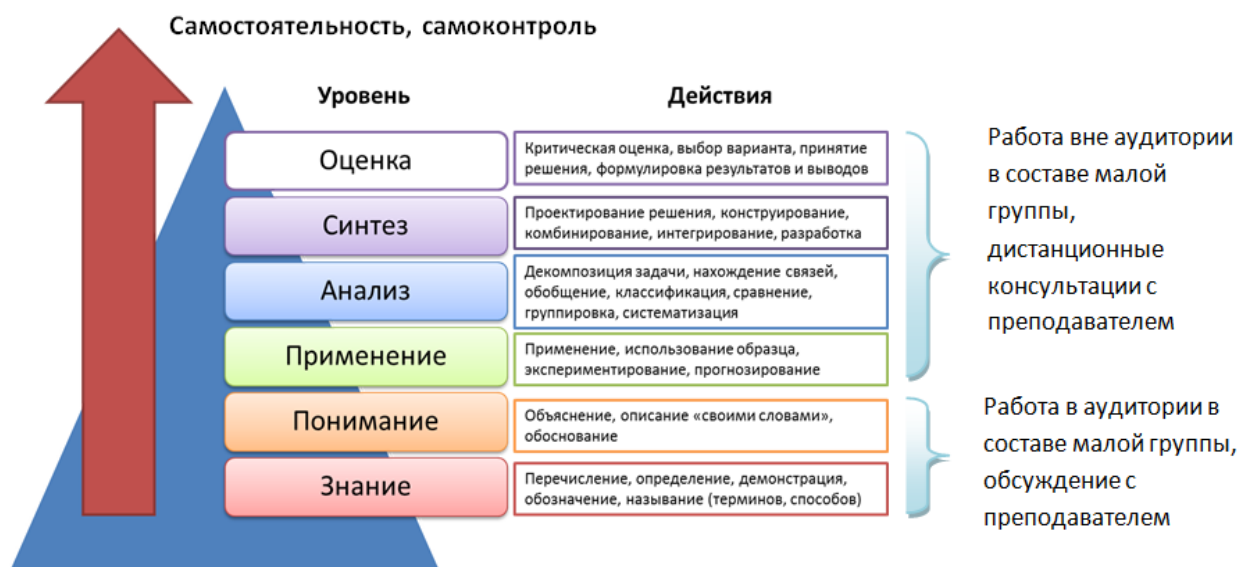 Самостоятельность, самоконтроль
Уровень
Действия
Оценка
Критическая оценка, выбор варианта, принятие
решения, формулировка результатов и выводов
Синтез
Проектирование решения, конструирование,
комбинирование, интегрирование, разработка
Анализ
Декомпозиция задачи, нахождение связей,
обобщение, классификация, сравнение,
группировка, систематизация
Применение
Применение, использование образца,
экспериментирование, прогнозирование
Понимание
Объяснение, описание «своими словами»,
обоснование
Знание
Перечисление, определение, демонстрация,
обозначение, называние (терминов, способов)
Работа вне аудитории
в составе малой
группы,
дистанционные
консультации с
преподавателем
Работа в аудитории в
составе малой группы,
обсуждение с
преподавателем